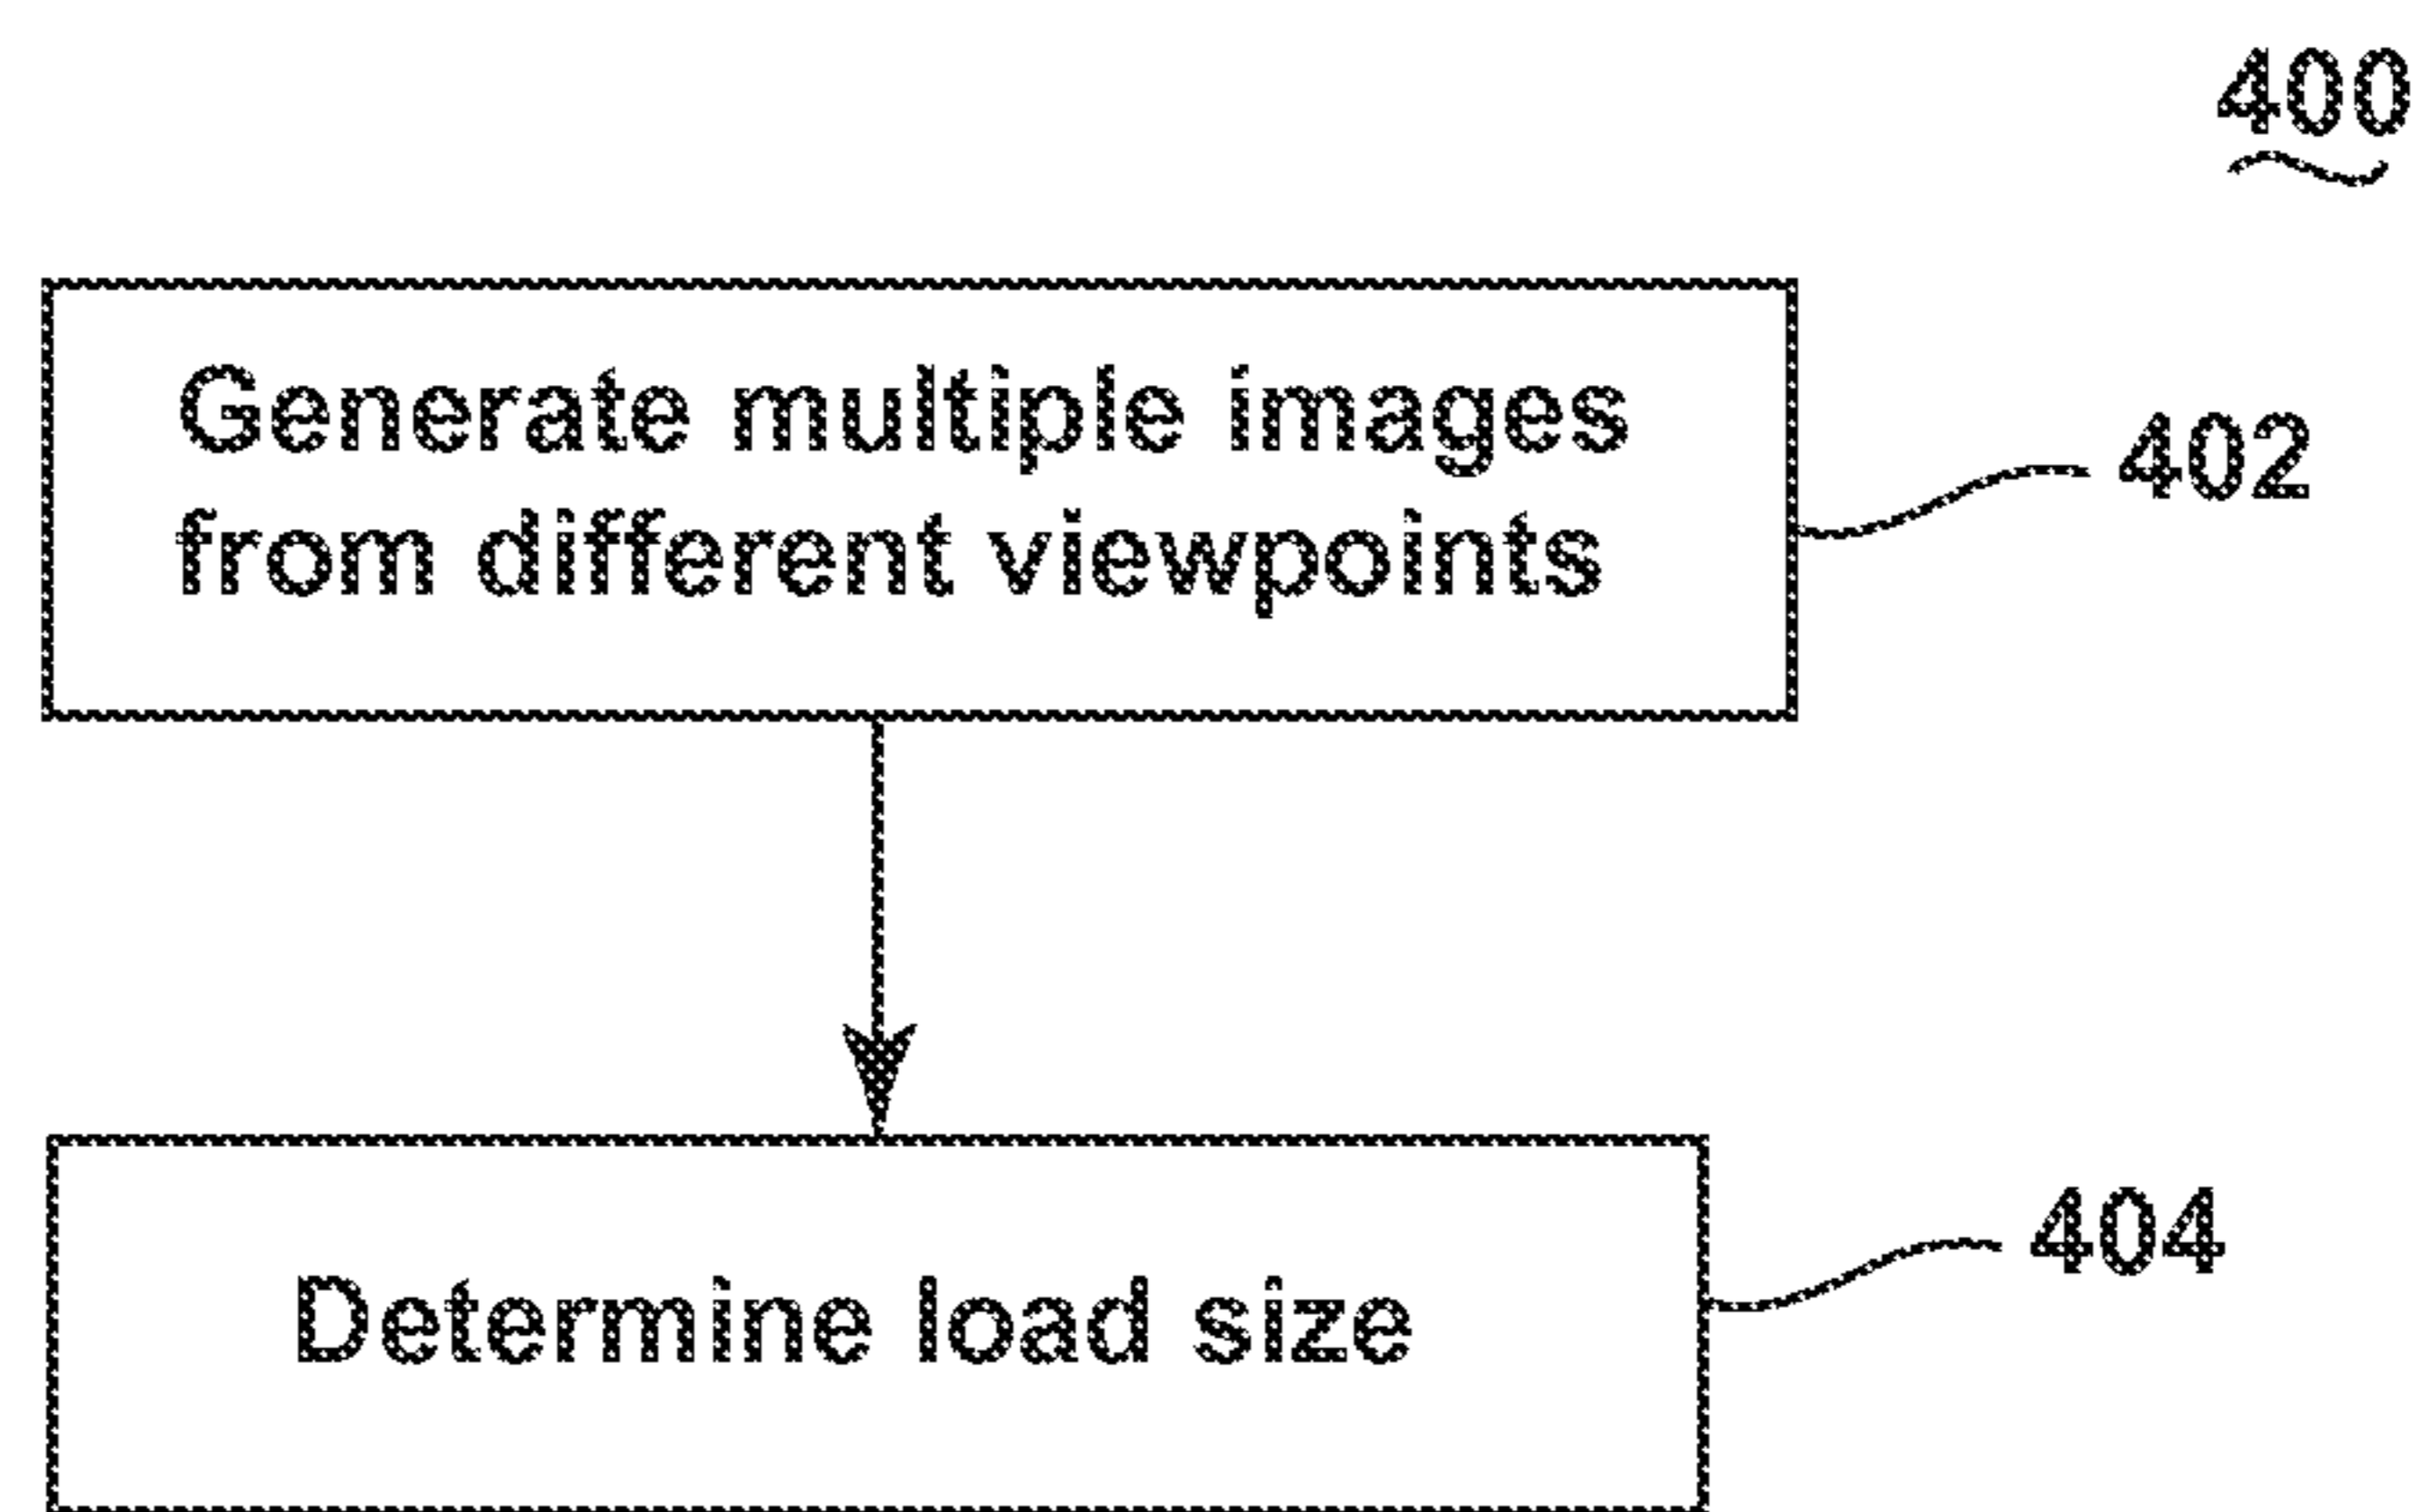 400
Generate multiple images
from different viewpoints
402
Determine load size
404